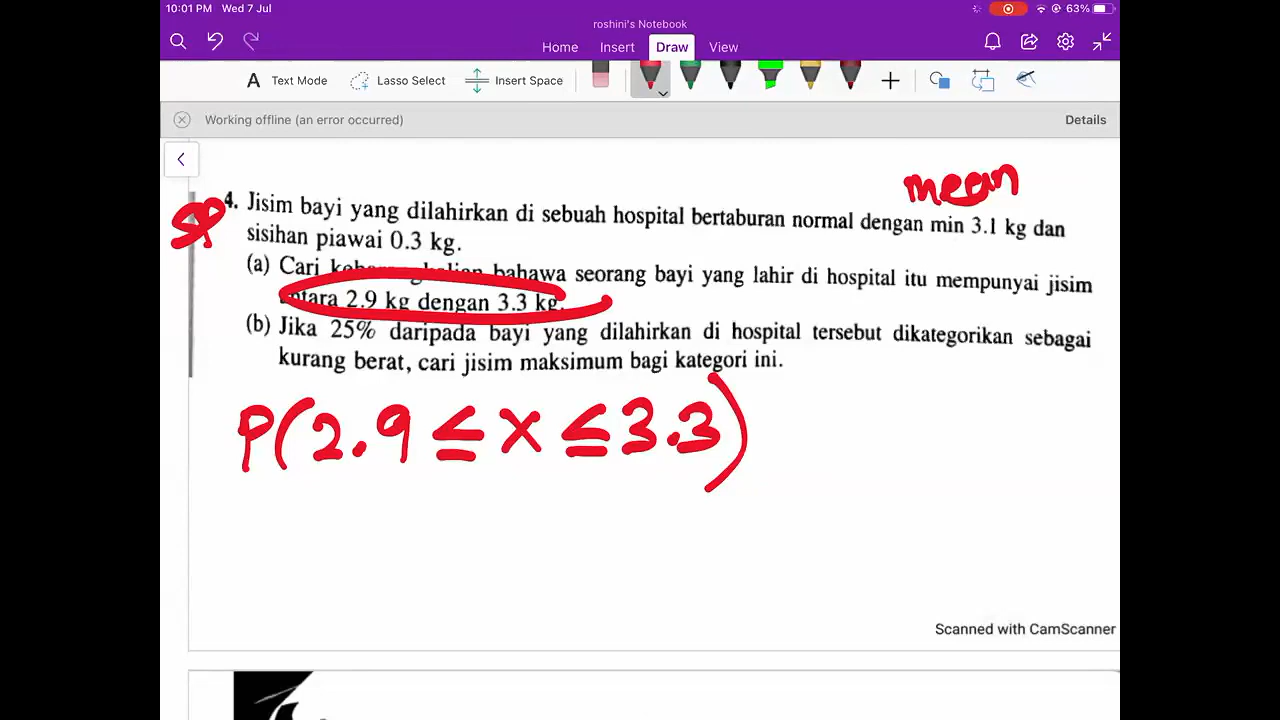 10:01 PM Wed 7 Jul 63%
roshini's Notebook
Home Insert Draw View
A Text Mode Lasso Select Insert Space
Working offline (an error occurred) Details
mean
SP
4. Jisim bayi yang dilahirkan di sebuah hospital bertaburan normal dengan min 3.1 kg dan
sisihan piawai 0.3 kg.
(a) Cari bahawa seorang bayi yang lahir di hospital itu mempunyai jisim
antara 2.9 kg dengan 3.3 kg.
(b) Jika 25% daripada bayi yang dilahirkan di hospital tersebut dikategorikan sebagai
kurang berat, cari jisim maksimum bagi kategori ini.
P(2.9 ≤ x ≤ 3.3)
Scanned with CamScanner